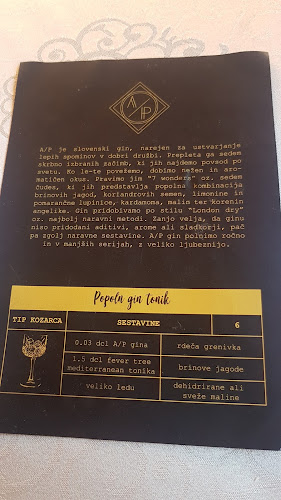 A/P
A/P je slovenski gin, narejen za ustvarjanje
lepih spominov v dobri družbi. Prepleta ga sedem
skrbno izbranih začimb, ki jih najdemo povsod po
svetu. Ko le-te povežemo, dobimo nežen in aro-
matičen okus. Pravimo jim "7 wonders" oz. sedem
čudes, ki jih predstavlja popolna kombinacija
brinovih jagod, koriandrovih semen, limonine in
pomarančne lupinice, kardamoma, malin ter korenin
angelike. Gin pridobivamo po stilu "London dry"
oz. najbolj naravni metodi. Zanjo velja, da ginu
niso pridodani aditivi, arome ali sladkorji, pač
pa zgolj naravne sestavine. A/P gin polnimo ročno
in v manjših serijah, z veliko ljubeznijo.
Popoln gin tonik
TIP KOZARCA SESTAVINE 6
0.03 dcl A/P gina rdeča grenivka
1.5 dcl fever tree
mediterranean tonika brinove jagode
veliko ledu dehidrirane ali
sveže maline